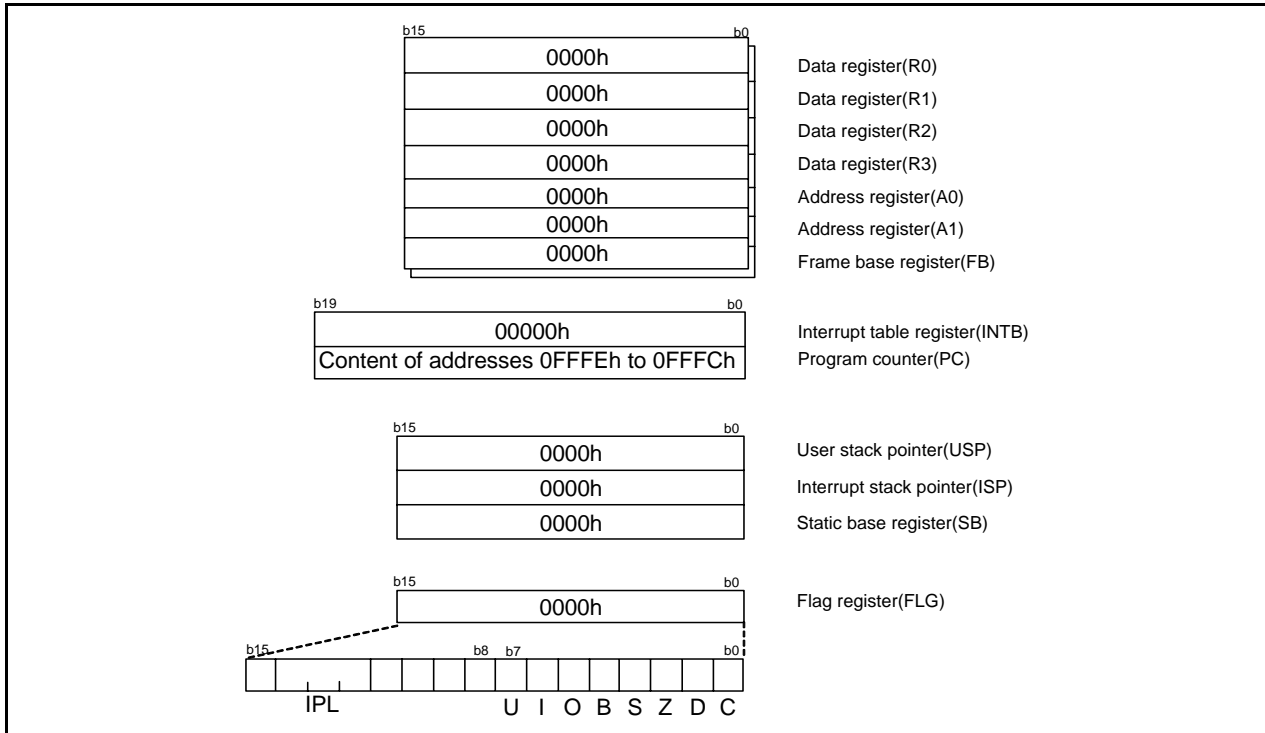 b15 b0
0000h Data register(R0)
0000h Data register(R1)
0000h Data register(R2)
0000h Data register(R3)
0000h Address register(A0)
0000h Address register(A1)
0000h Frame base register(FB)
b19 b0
00000h Interrupt table register(INTB)
Content of addresses 0FFFEh to 0FFFCh Program counter(PC)
b15 b0
0000h User stack pointer(USP)
0000h Interrupt stack pointer(ISP)
0000h Static base register(SB)
b15 b0
0000h Flag register(FLG)
b15 b8 b7 b0
IPL U I O B S Z D C